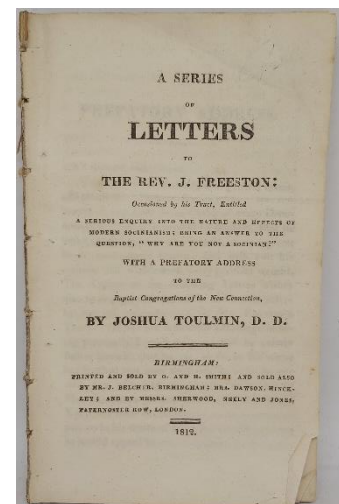 A SERIES
OF
LETTERS
TO
THE REV. J. FREESTON:
Occasioned by his Tract, Entitled
A SERIOUS ENQUIRY INTO THE NATURE AND EFFECTS OF
MODERN SOCINIANISM; BEING AN ANSWER TO THE
QUESTION, "WHY ARE YOU NOT A SOCINIAN?"
WITH A PREFATORY ADDRESS
TO THE
Baptist Congregations of the New Connection,
BY JOSHUA TOULMIN, D. D.
BIRMINGHAM:
PRINTED AND SOLD BY O. AND H. SMITH; AND SOLD ALSO
BY MR. J. BELCHER, BIRMINGHAM; MRS. DAWSON, HINCK-
LEY; AND BY MESSRS. SHERWOOD, NEELY AND JONES,
PATERNOSTER ROW, LONDON.
1812.